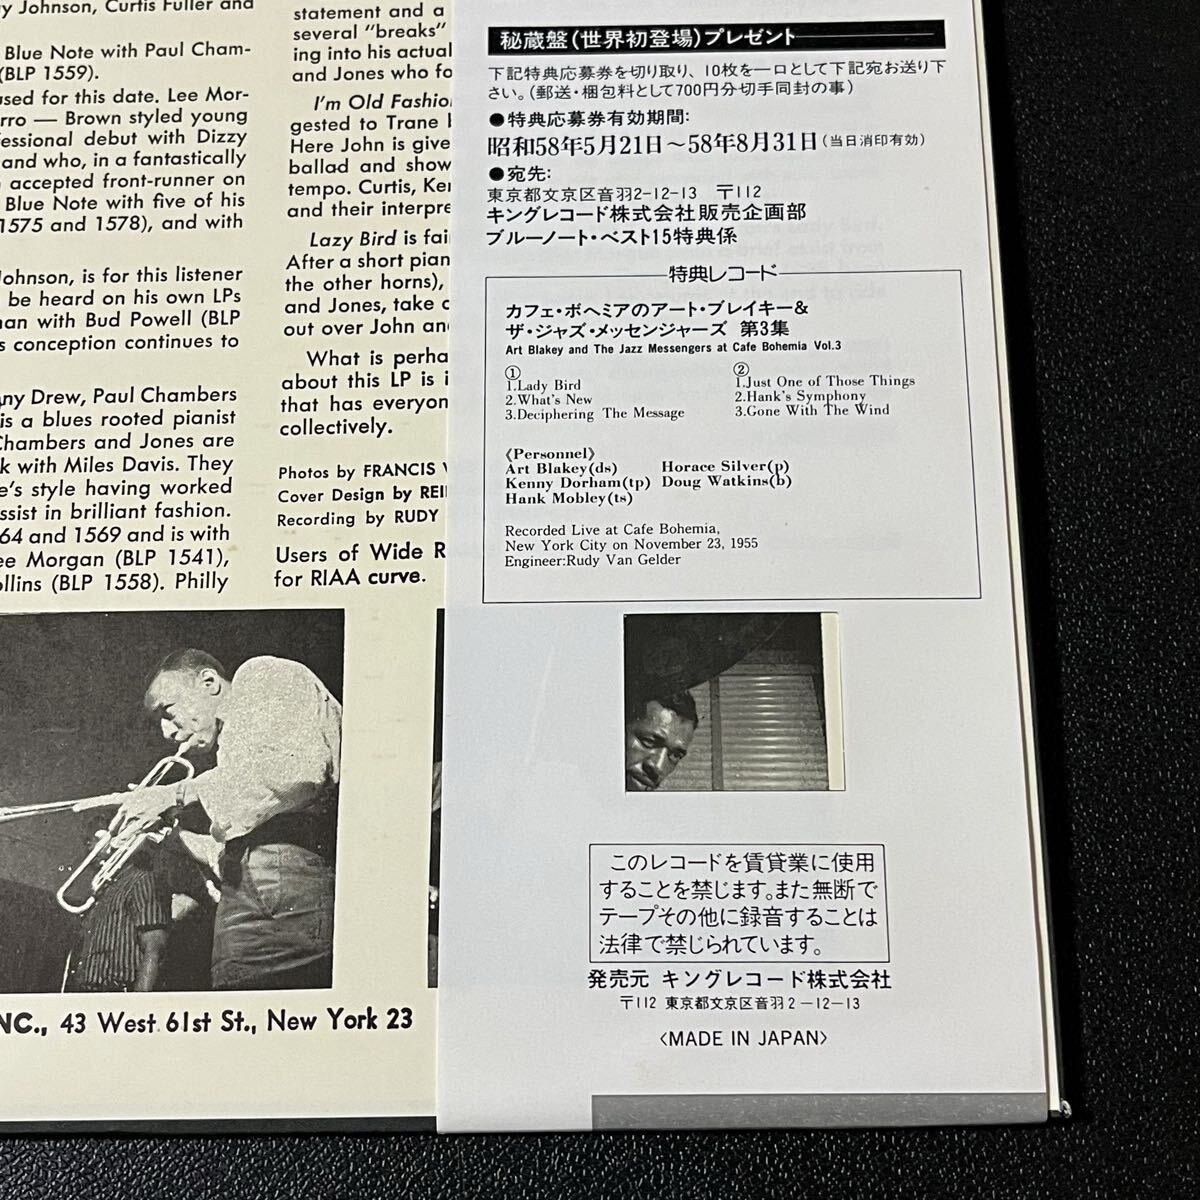 y Johnson, Curtis Fuller and
Blue Note with Paul Cham-
(BLP 1559).
used for this date. Lee Mor-
rro — Brown styled young
essional debut with Dizzy
and who, in a fantastically
accepted front-runner on
Blue Note with five of his
1575 and 1578), and with
Johnson, is for this listener
be heard on his own LPs
man with Bud Powell (BLP
s conception continues to
ny Drew, Paul Chambers
is a blues rooted pianist
Chambers and Jones are
k with Miles Davis. They
e's style having worked
ssist in brilliant fashion.
64 and 1569 and is with
ee Morgan (BLP 1541),
ollins (BLP 1558). Philly
statement and a
several "breaks"
ing into his actual
and Jones who fo
I'm Old Fashio
gested to Trane b
Here John is give
ballad and show
tempo. Curtis, Ken
and their interpre
Lazy Bird is fai
After a short pian
the other horns),
and Jones, take c
out over John an
What is perha
about this LP is i
that has everyon
collectively.
Photos by FRANCIS
Cover Design by REI
Recording by RUDY
Users of Wide R
for RIAA curve.
NC., 43 West 61st St., New York 23
秘蔵盤(世界初登場)プレゼント
下記特典応募券を切り取り、10枚を一口として下記宛お送り下
さい。(郵送・梱包料として700円分切手同封の事)
●特典応募券有効期間:
昭和58年5月21日～58年8月31日(当日消印有効)
●宛先:
東京都文京区音羽2-12-13 〒112
キングレコード株式会社販売企画部
ブルーノート・ベスト15特典係
特典レコード
カフェ・ボヘミアのアート・ブレイキー&
ザ・ジャズ・メッセンジャーズ 第3集
Art Blakey and The Jazz Messengers at Cafe Bohemia Vol.3
①
1.Lady Bird
2.What's New
3.Deciphering The Message
②
1.Just One of Those Things
2.Hank's Symphony
3.Gone With The Wind
《Personnel》
Art Blakey(ds) Horace Silver(p)
Kenny Dorham(tp) Doug Watkins(b)
Hank Mobley(ts)
Recorded Live at Cafe Bohemia,
New York City on November 23, 1955
Engineer:Rudy Van Gelder
このレコードを賃貸業に使用
することを禁じます。また無断で
テープその他に録音することは
法律で禁じられています。
発売元 キングレコード株式会社
〒112 東京都文京区音羽2-12-13
〈MADE IN JAPAN〉